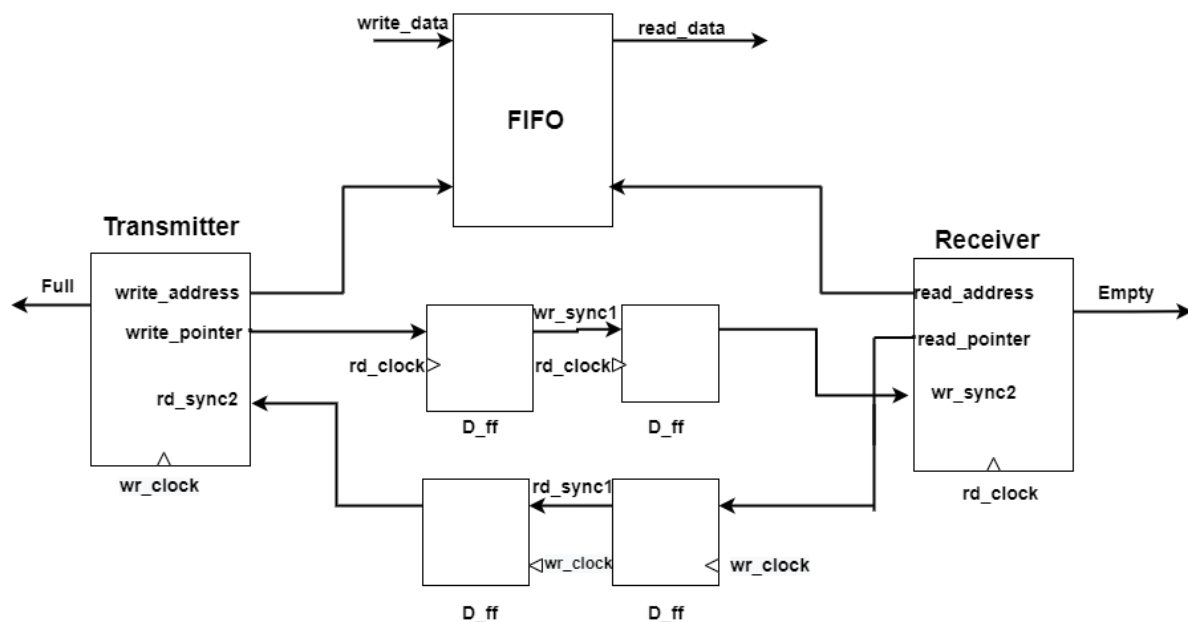 write_data
read_data
FIFO
Transmitter
Receiver
Full
write_address
read_address
Empty
wr_sync1
write_pointer
read_pointer
rd_clock
rd_clock
rd_sync2
wr_sync2
D_ff
D_ff
wr_clock
rd_sync1
rd_clock
wr_clock
wr_clock
D_ff
D_ff